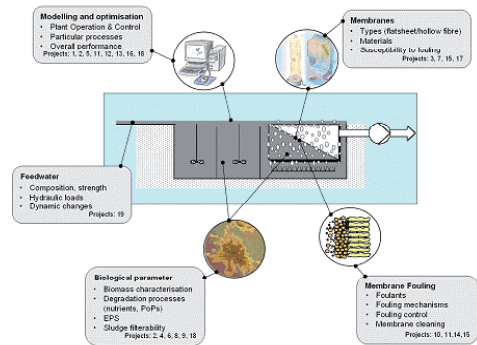 Modelling and optimisation
• Plant Operation & Control
• Particular processes
• Overall performance
Projects: 1, 2, 5, 11, 12, 13, 16, 18
Membranes
• Types (flatsheet/hollow fibre)
• Materials
• Susceptibility to fouling
Projects: 3, 7, 15, 17
Feedwater
• Composition, strength
• Hydraulic loads
• Dynamic changes
Projects: 19
Biological parameter
• Biomass characterisation
• Degradation processes
(nutrients, PoPs)
• EPS
• Sludge filterability
Projects: 2, 4, 6, 8, 9, 18
Membrane Fouling
• Foulants
• Fouling mechanisms
• Fouling control
• Membrane cleaning
Projects: 10, 11,14,15